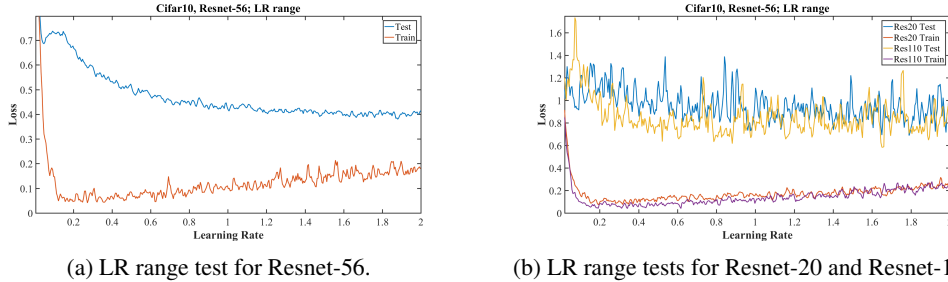 Cifar10, Resnet-56; LR range
Test
Train
0.7
0.6
0.5
0.4
0.3
0.2
0.1
0
Loss
0.2 0.4 0.6 0.8 1 1.2 1.4 1.6 1.8 2
Learning Rate
(a) LR range test for Resnet-56.
Cifar10, Resnet-56; LR range
Res20 Test
Res20 Train
Res110 Test
Res110 Train
1.6
1.4
1.2
1
0.8
0.6
0.4
0.2
0
Loss
0.2 0.4 0.6 0.8 1 1.2 1.4 1.6 1.8
Learning Rate
(b) LR range tests for Resnet-20 and Resnet-1